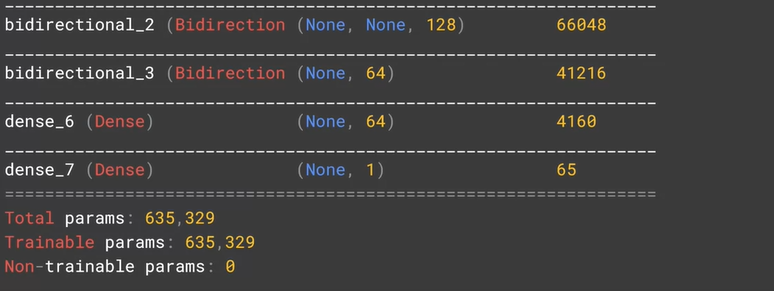 _________________________________________________________________
bidirectional_2 (Bidirection (None, None, 128)         66048
_________________________________________________________________
bidirectional_3 (Bidirection (None, 64)                41216
_________________________________________________________________
dense_6 (Dense)              (None, 64)                4160
_________________________________________________________________
dense_7 (Dense)              (None, 1)                 65
=================================================================
Total params: 635,329
Trainable params: 635,329
Non-trainable params: 0